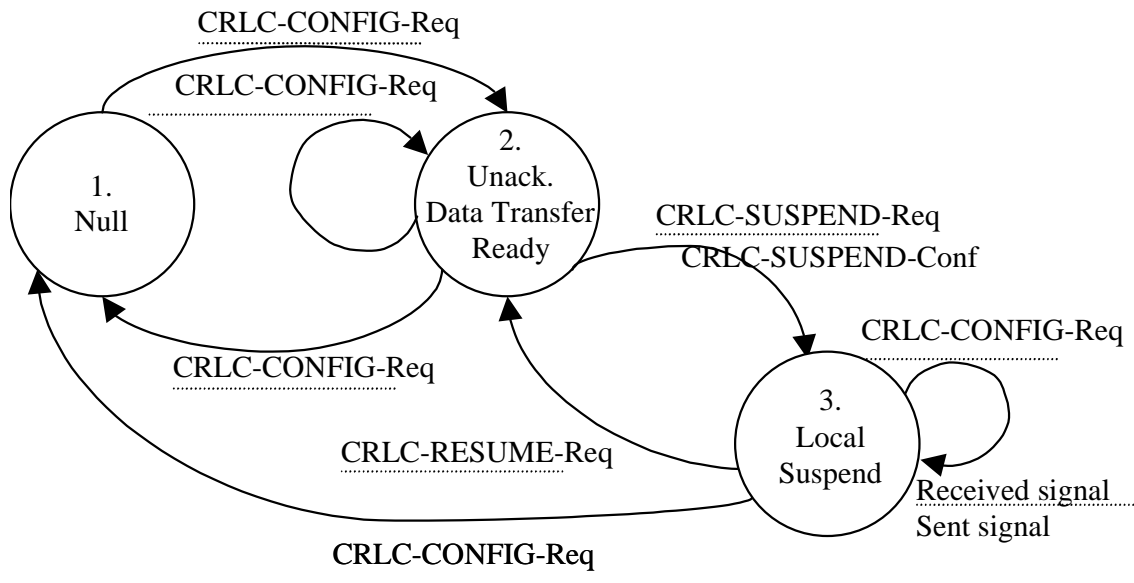 CRLC-CONFIG-Req
CRLC-CONFIG-Req
1.
Null
2.
Unack.
Data Transfer
Ready
CRLC-SUSPEND-Req
CRLC-SUSPEND-Conf
CRLC-CONFIG-Req
CRLC-CONFIG-Req
3.
Local
Suspend
CRLC-RESUME-Req
Received signal
Sent signal
CRLC-CONFIG-Req